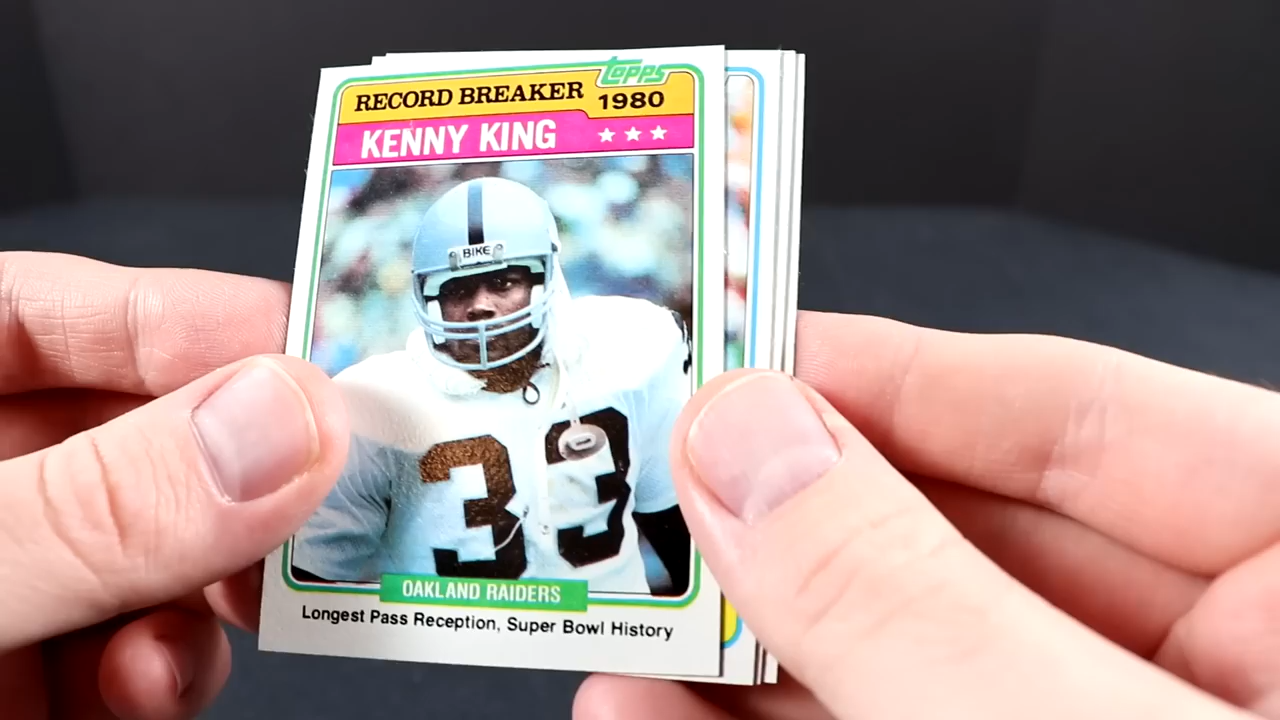 topps
RECORD BREAKER 1980
KENNY KING
BIKE
33
OAKLAND RAIDERS
Longest Pass Reception, Super Bowl History